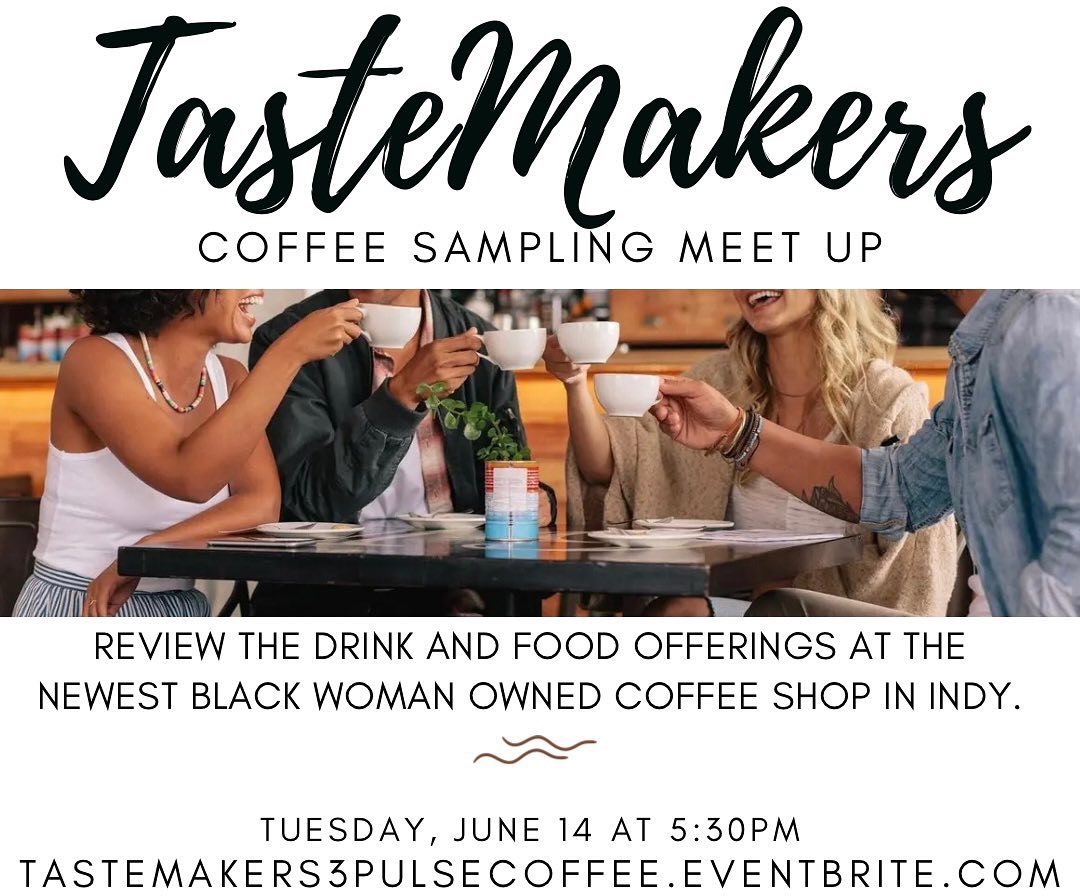 TasteMakers
COFFEE SAMPLING MEET UP
REVIEW THE DRINK AND FOOD OFFERINGS AT THE
NEWEST BLACK WOMAN OWNED COFFEE SHOP IN INDY.
TUESDAY, JUNE 14 AT 5:30PM
TASTEMAKERS3PULSECOFFEE.EVENTBRITE.COM